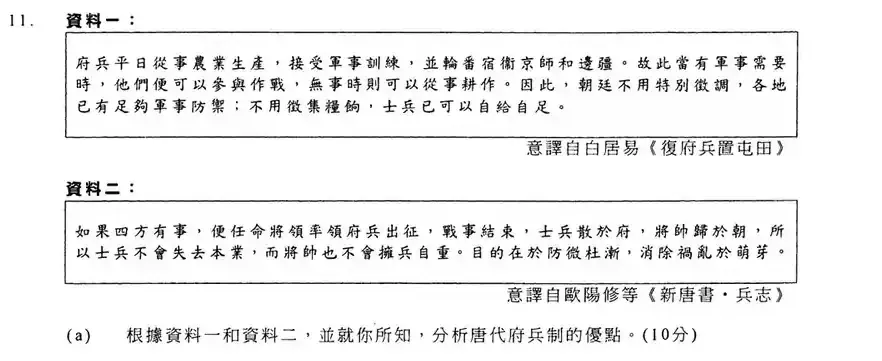 11. 資料一：
府兵平日從事農業生產，接受軍事訓練，並輪番宿衞京師和邊疆。故此當有軍事需要
時，他們便可以參與作戰，無事時則可以從事耕作。因此，朝廷不用特別徵調，各地
已有足夠軍事防禦；不用徵集糧餉，士兵已可以自給自足。
意譯自白居易《復府兵置屯田》
資料二：
如果四方有事，便任命將領率領府兵出征，戰事結束，士兵散於府，將帥歸於朝，所
以士兵不會失去本業，而將帥也不會擁兵自重。目的在於防微杜漸，消除禍亂於萌芽。
意譯自歐陽修等《新唐書·兵志》
(a) 根據資料一和資料二，並就你所知，分析唐代府兵制的優點。(10分)